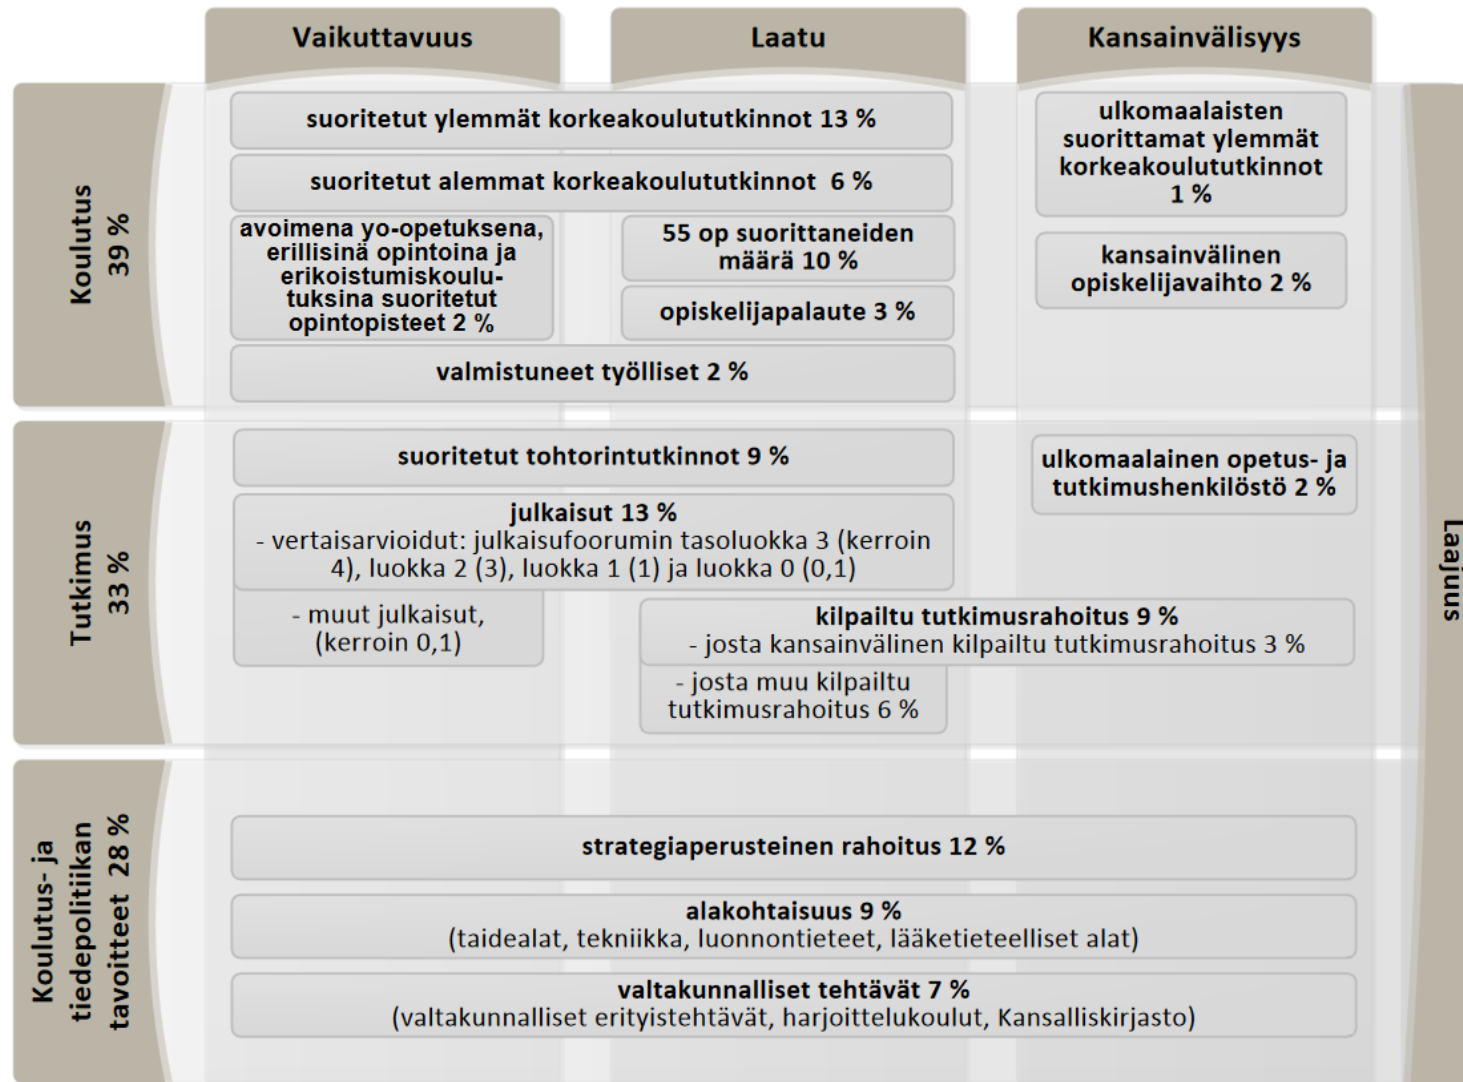 Vaikuttavuus
Laatu
Kansainvälisyys
Koulutus
39 %
suoritetut ylemmät korkeakoulututkinnot 13 %
suoritetut alemmat korkeakoulututkinnot  6 %
avoimena yo-opetuksena,
erillisinä opintoina ja
erikoistumiskoulu-
tuksina suoritetut
opintopisteet 2 %
55 op suorittaneiden
määrä 10 %
opiskelijapalaute 3 %
valmistuneet työlliset 2 %
ulkomaalaisten
suorittamat ylemmät
korkeakoulututkinnot
1 %
kansainvälinen
opiskelijavaihto 2 %
Tutkimus
33 %
suoritetut tohtorintutkinnot 9 %
julkaisut 13 %
- vertaisarvioidut: julkaisufoorumin tasoluokka 3 (kerroin
4), luokka 2 (3), luokka 1 (1) ja luokka 0 (0,1)
- muut julkaisut,
(kerroin 0,1)
ulkomaalainen opetus- ja
tutkimushenkilöstö 2 %
kilpailtu tutkimusrahoitus 9 %
- josta kansainvälinen kilpailtu tutkimusrahoitus 3 %
- josta muu kilpailtu
tutkimusrahoitus 6 %
Koulutus- ja
tiedepolitiikan
tavoitteet  28 %
strategiaperusteinen rahoitus 12 %
alakohtaisuus 9 %
(taidealat, tekniikka, luonnontieteet, lääketieteelliset alat)
valtakunnalliset tehtävät 7 %
(valtakunnalliset erityistehtävät, harjoittelukoulut, Kansalliskirjasto)
Laajuus